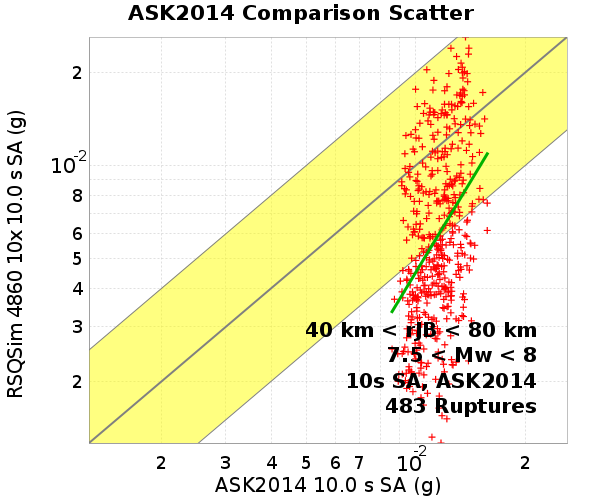 ASK2014 Comparison Scatter
RSQSim 4860 10x 10.0 s SA (g)
2
10-2
8
6
5
4
3
2
40 km < rJB < 80 km
7.5 < Mw < 8
10s SA, ASK2014
483 Ruptures
2 3 4 5 6 7 10-2 2
ASK2014 10.0 s SA (g)